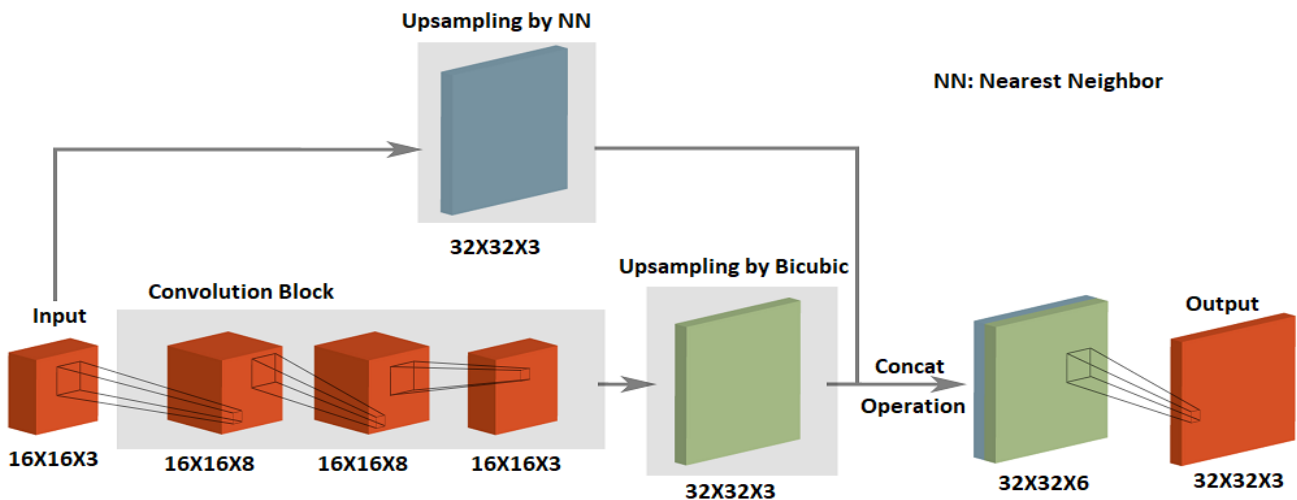 Upsampling by NN
NN: Nearest Neighbor
32X32X3
Upsampling by Bicubic
Convolution Block
Input
Output
Concat
Operation
16X16X3
16X16X8
16X16X8
16X16X3
32X32X3
32X32X6
32X32X3